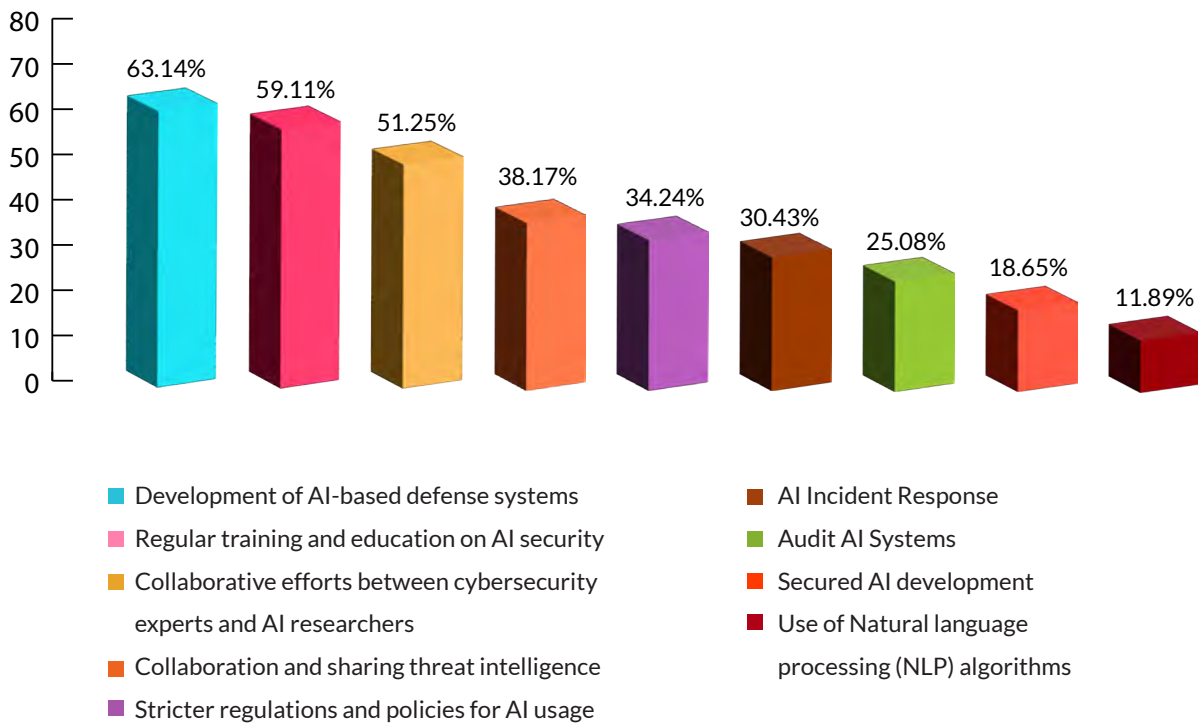 80
70
60
50
40
30
20
10
0
63.14%
59.11%
51.25%
38.17%
34.24%
30.43%
25.08%
18.65%
11.89%
Development of AI-based defense systems
Regular training and education on AI security
Collaborative efforts between cybersecurity
experts and AI researchers
Collaboration and sharing threat intelligence
Stricter regulations and policies for AI usage
AI Incident Response
Audit AI Systems
Secured AI development
Use of Natural language
processing (NLP) algorithms